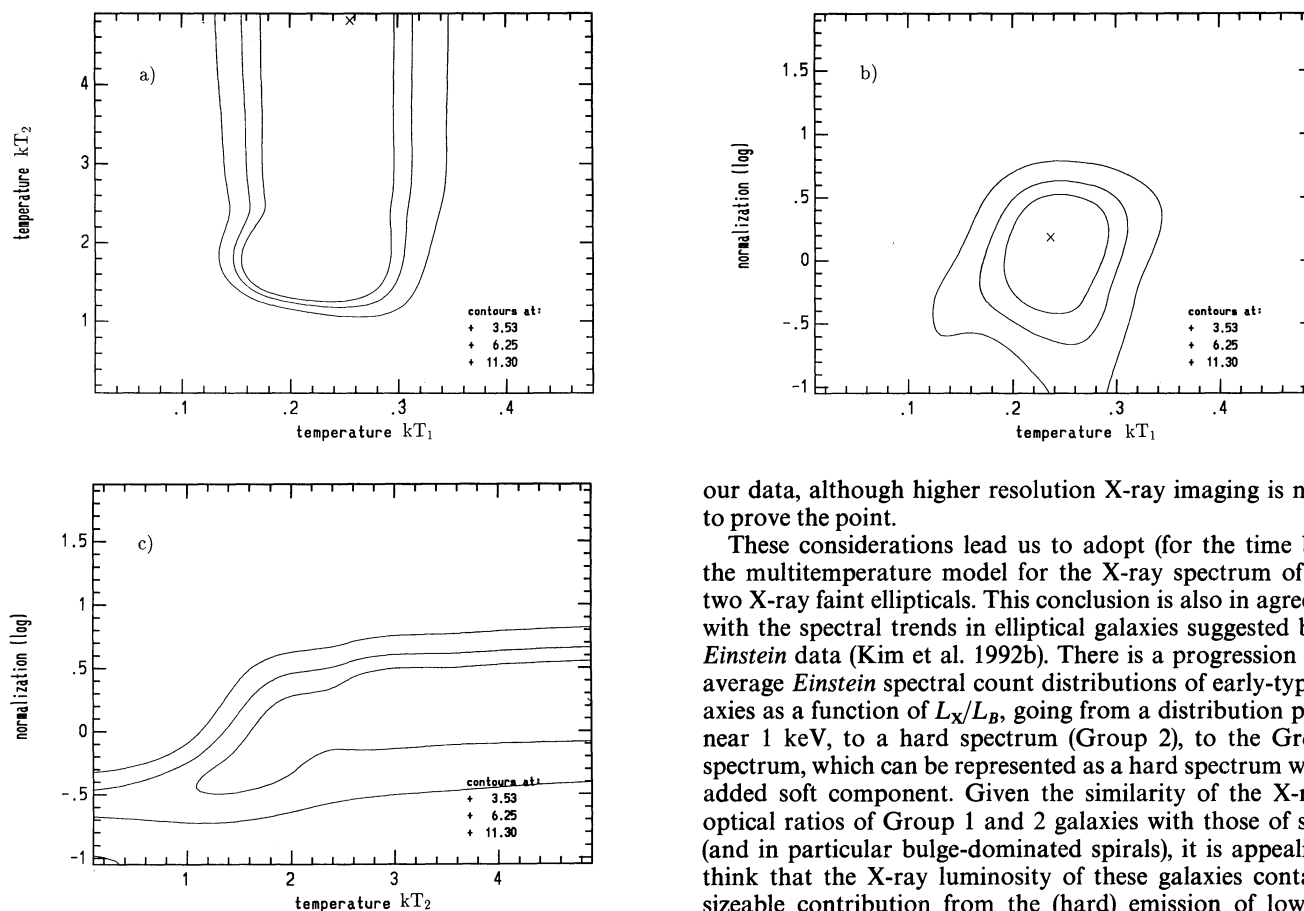 a)
temperature kT₂
4
3
2
1
contours at:
+ 3.53
+ 6.25
+ 11.30
.1 .2 .3 .4
temperature kT₁
b)
normalization (log)
1.5
1
.5
0
-.5
-1
contours at:
+ 3.53
+ 6.25
+ 11.30
.1 .2 .3 .4
temperature kT₁
c)
normalization (log)
1.5
1
.5
0
-.5
-1
contours at:
+ 3.53
+ 6.25
+ 11.30
1 2 3 4
temperature kT₂
our data, although higher resolution X-ray imaging is
to prove the point.
These considerations lead us to adopt (for the time
the multitemperature model for the X-ray spectrum of
two X-ray faint ellipticals. This conclusion is also in
with the spectral trends in elliptical galaxies suggested
Einstein data (Kim et al. 1992b). There is a progression
average Einstein spectral count distributions of
axies as a function of L_X/L_B, going from a distribution
near 1 keV, to a hard spectrum (Group 2), to the
spectrum, which can be represented as a hard spectrum
added soft component. Given the similarity of the
optical ratios of Group 1 and 2 galaxies with those of
(and in particular bulge-dominated spirals), it is
think that the X-ray luminosity of these galaxies
sizeable contribution from the (hard) emission of